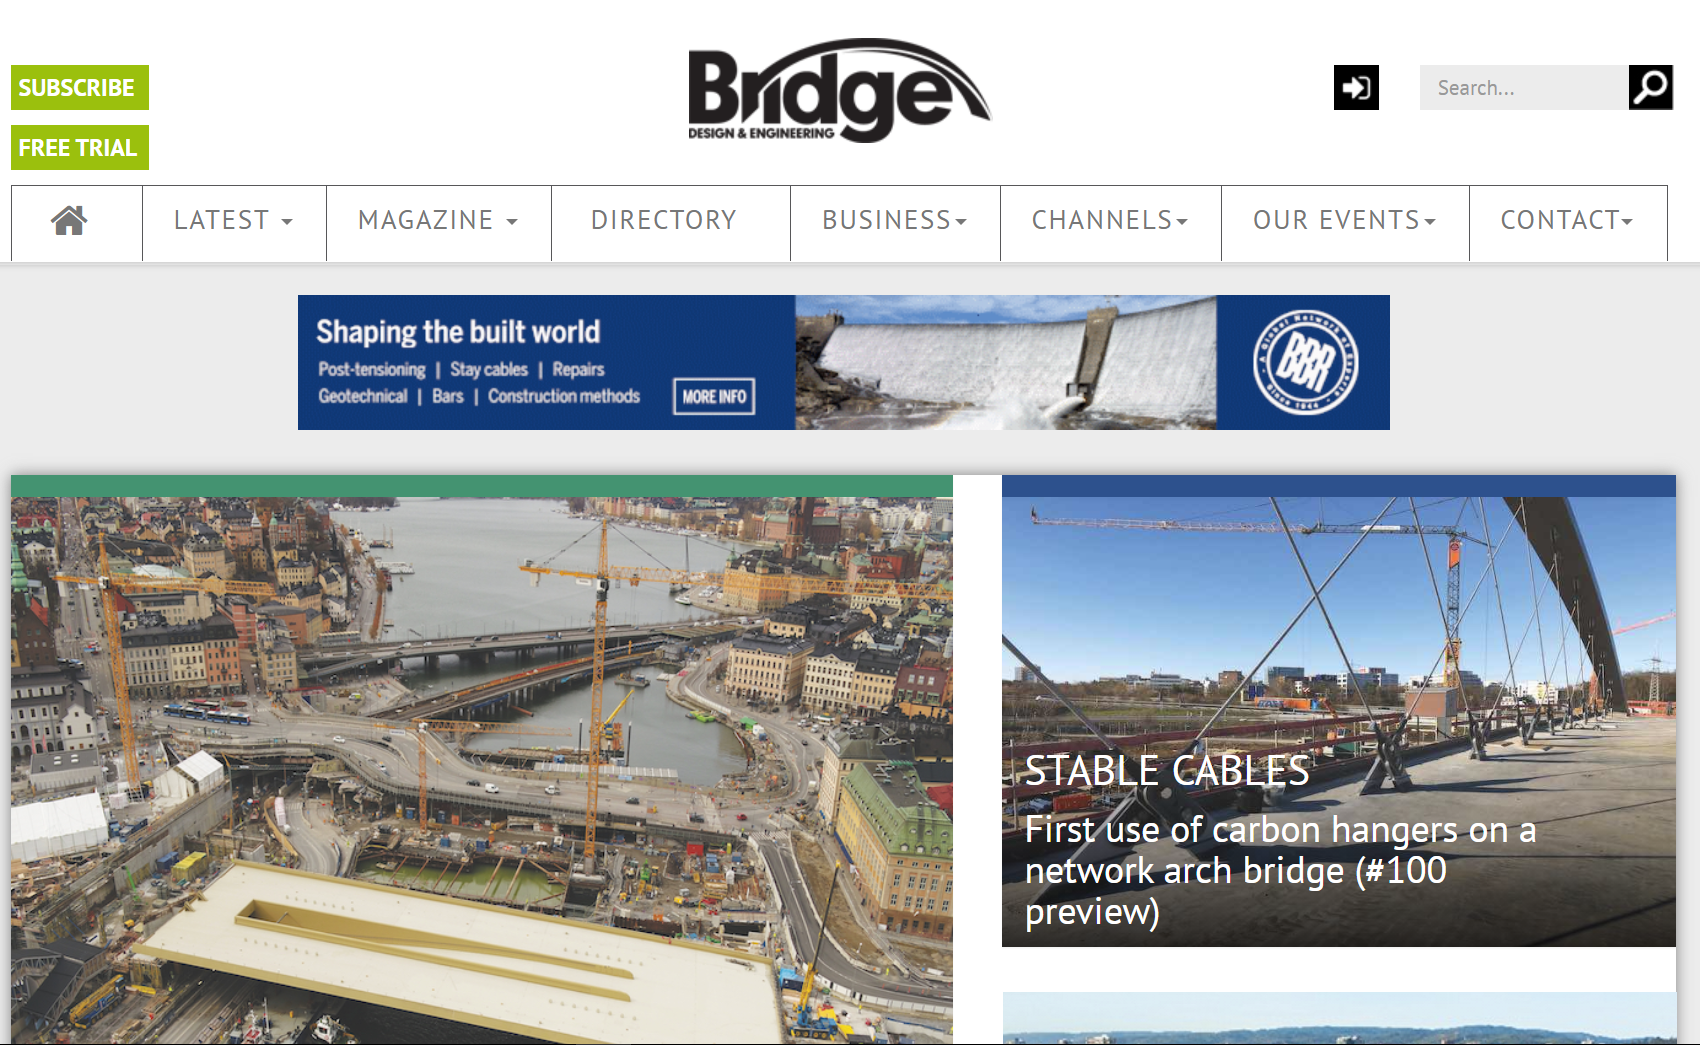 SUBSCRIBE
FREE TRIAL
Bridge
DESIGN & ENGINEERING
Search...
LATEST
MAGAZINE
DIRECTORY
BUSINESS
CHANNELS
OUR EVENTS
CONTACT
Shaping the built world
Post-tensioning | Stay cables | Repairs
Geotechnical | Bars | Construction methods
MORE INFO
A Global Network of Experts
BBR
Since 1944
STABLE CABLES
First use of carbon hangers on a
network arch bridge (#100
preview)